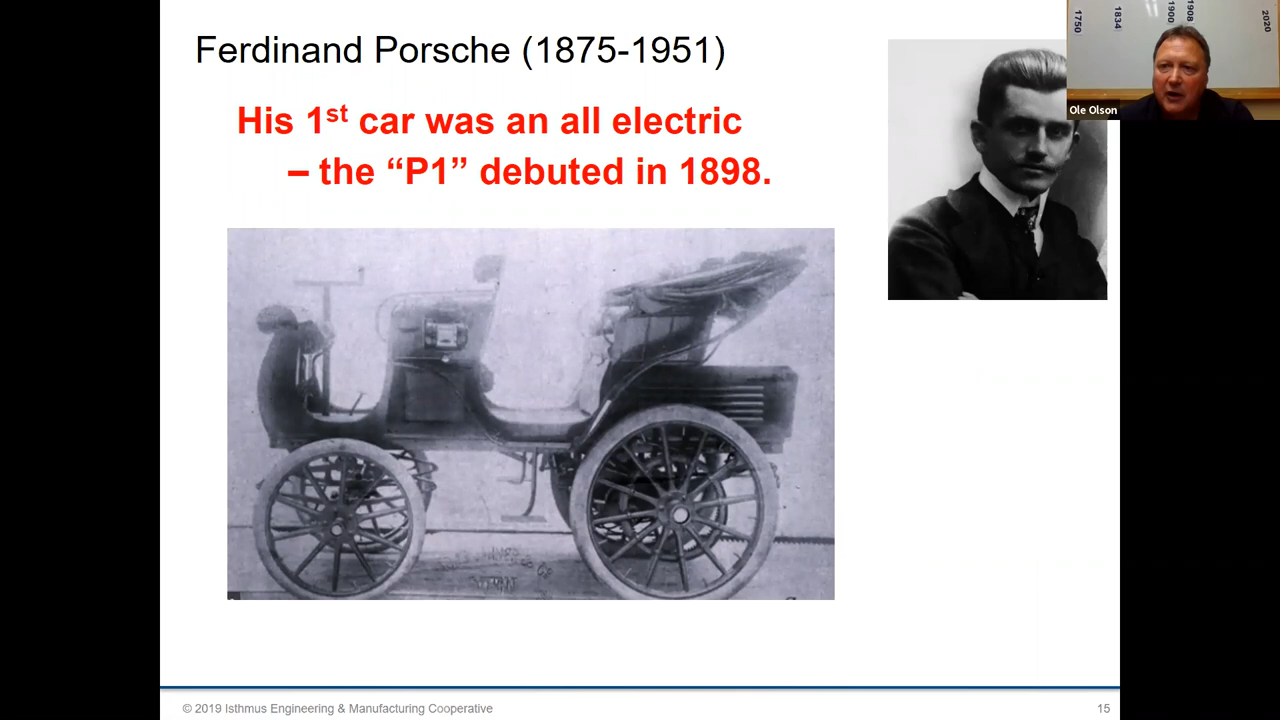 Ferdinand Porsche (1875-1951)
His 1st car was an all electric
– the “P1” debuted in 1898.
1750
1834
1900
1908
2020
Ole Olson
© 2019 Isthmus Engineering & Manufacturing Cooperative
15